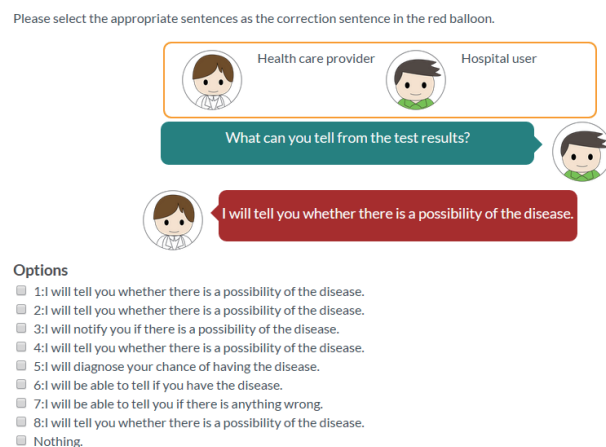 Please select the appropriate sentences as the correction sentence in the red balloon.
Health care provider
Hospital user
What can you tell from the test results?
I will tell you whether there is a possibility of the disease.
Options
1:I will tell you whether there is a possibility of the disease.
2:I will tell you whether there is a possibility of the disease.
3:I will notify you if there is a possibility of the disease.
4:I will tell you whether there is a possibility of the disease.
5:I will diagnose your chance of having the disease.
6:I will be able to tell if you have the disease.
7:I will be able to tell you if there is anything wrong.
8:I will tell you whether there is a possibility of the disease.
Nothing.